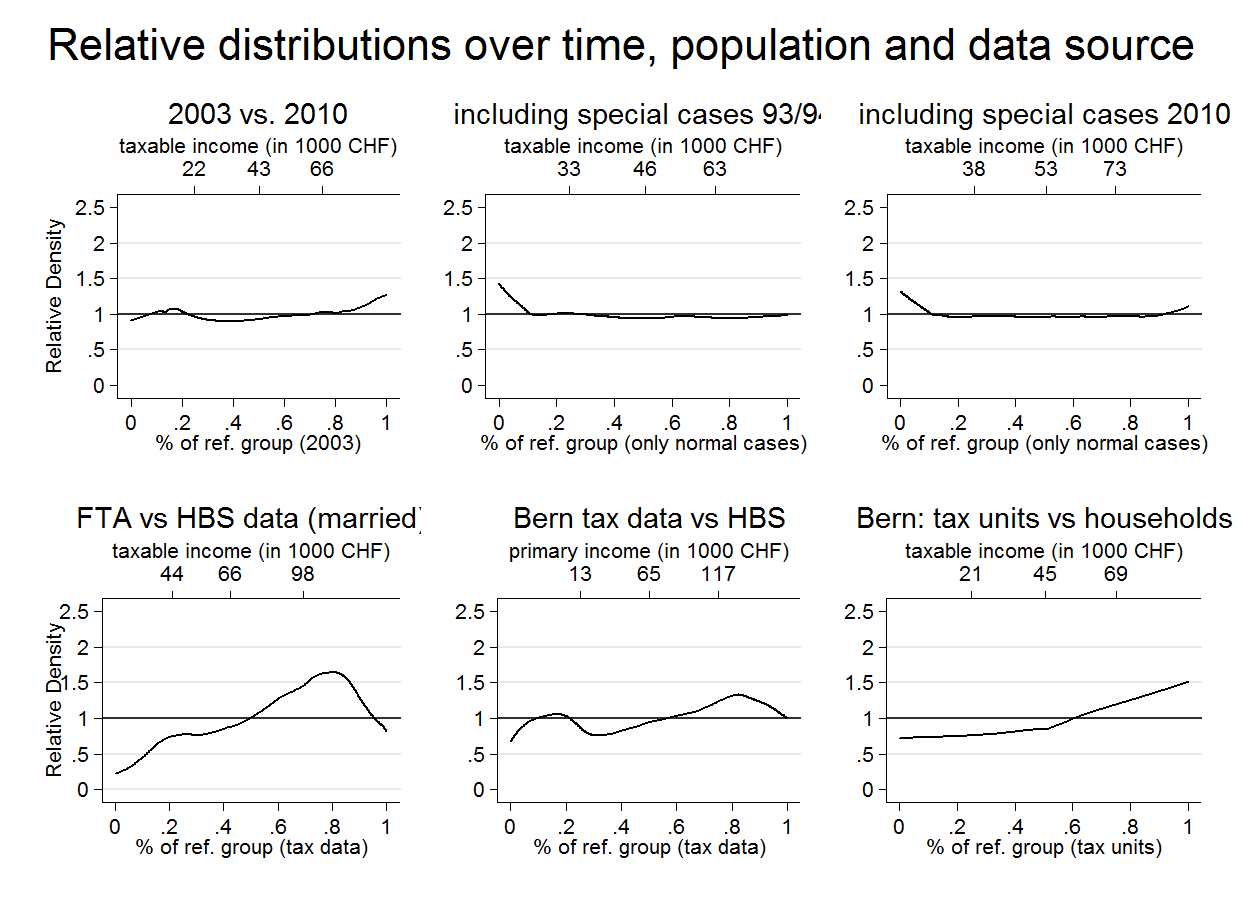 Relative distributions over time, population and data source
2003 vs. 2010
taxable income (in 1000 CHF)
22 43 66
2.5
2
1.5
1
.5
0
Relative Density
0 .2 .4 .6 .8 1
% of ref. group (2003)
including special cases 93/9
taxable income (in 1000 CHF)
33 46 63
2.5
2
1.5
1
.5
0
0 .2 .4 .6 .8 1
% of ref. group (only normal cases)
including special cases 2010
taxable income (in 1000 CHF)
38 53 73
2.5
2
1.5
1
.5
0
0 .2 .4 .6 .8 1
% of ref. group (only normal cases)
FTA vs HBS data (married)
taxable income (in 1000 CHF)
44 66 98
2.5
2
1.5
1
.5
0
Relative Density
0 .2 .4 .6 .8 1
% of ref. group (tax data)
Bern tax data vs HBS
primary income (in 1000 CHF)
13 65 117
2.5
2
1.5
1
.5
0
0 .2 .4 .6 .8 1
% of ref. group (tax data)
Bern: tax units vs households
taxable income (in 1000 CHF)
21 45 69
2.5
2
1.5
1
.5
0
0 .2 .4 .6 .8 1
% of ref. group (tax units)